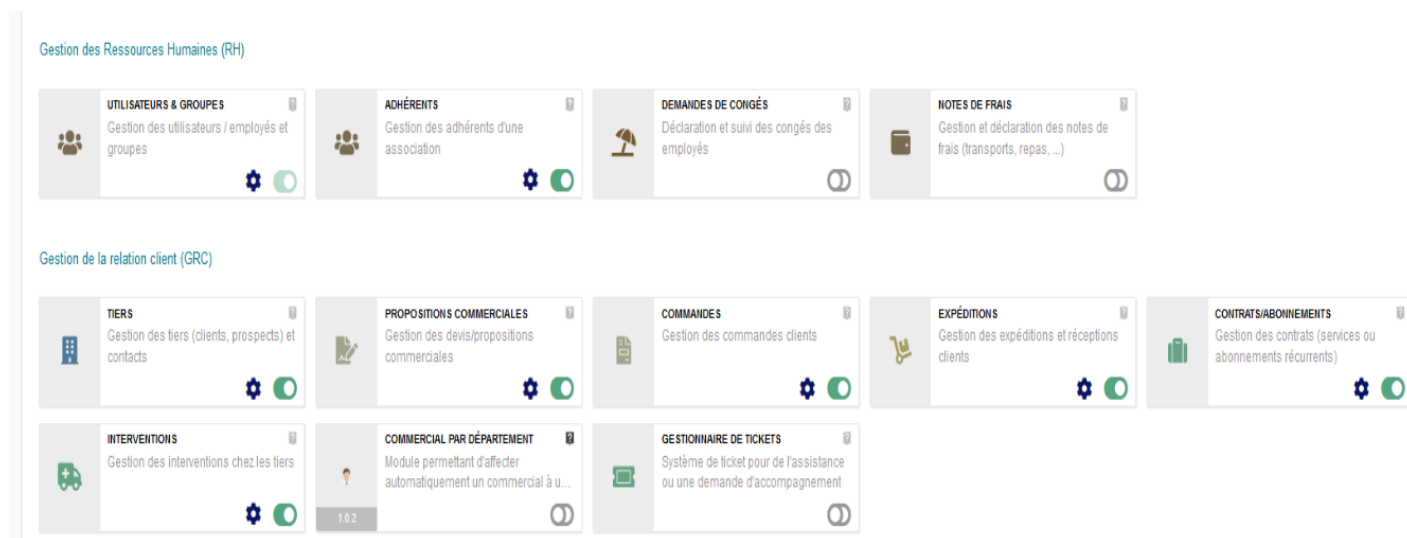 Gestion des Ressources Humaines (RH)
UTILISATEURS & GROUPES
Gestion des utilisateurs / employés et
groupes
ADHÉRENTS
Gestion des adhérents d'une
association
DEMANDES DE CONGÉS
Déclaration et suivi des congés des
employés
NOTES DE FRAIS
Gestion et déclaration des notes de
frais (transports, repas, ...)
Gestion de la relation client (GRC)
TIERS
Gestion des tiers (clients, prospects) et
contacts
PROPOSITIONS COMMERCIALES
Gestion des devis/propositions
commerciales
COMMANDES
Gestion des commandes clients
EXPÉDITIONS
Gestion des expéditions et réceptions
clients
CONTRATS/ABONNEMENTS
Gestion des contrats (services ou
abonnements récurrents)
INTERVENTIONS
Gestion des interventions chez les tiers
COMMERCIAL PAR DÉPARTEMENT
Module permettant d'affecter
automatiquement un commercial à u...
1.0.2
GESTIONNAIRE DE TICKETS
Système de ticket pour de l'assistance
ou une demande d'accompagnement